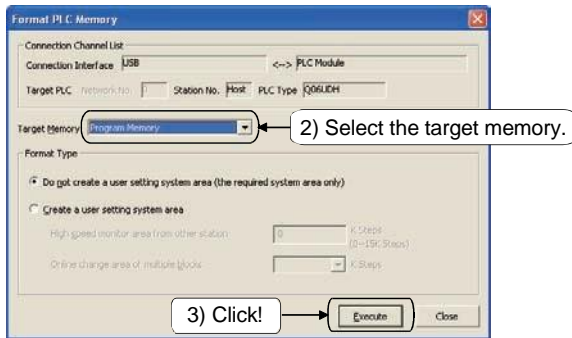 Format PLC Memory
Connection Channel List
Connection Interface USB <--> PLC Module
Target PLC Network No. 0 Station No. Host PLC Type Q06UDH
Target Memory Program Memory
2) Select the target memory.
Format Type
Do not create a user setting system area (the required system area only)
Create a user setting system area
High speed monitor area from other station 0 K Steps
(0--15K Steps)
Online change area of multiple blocks K Steps
3) Click!
Execute Close